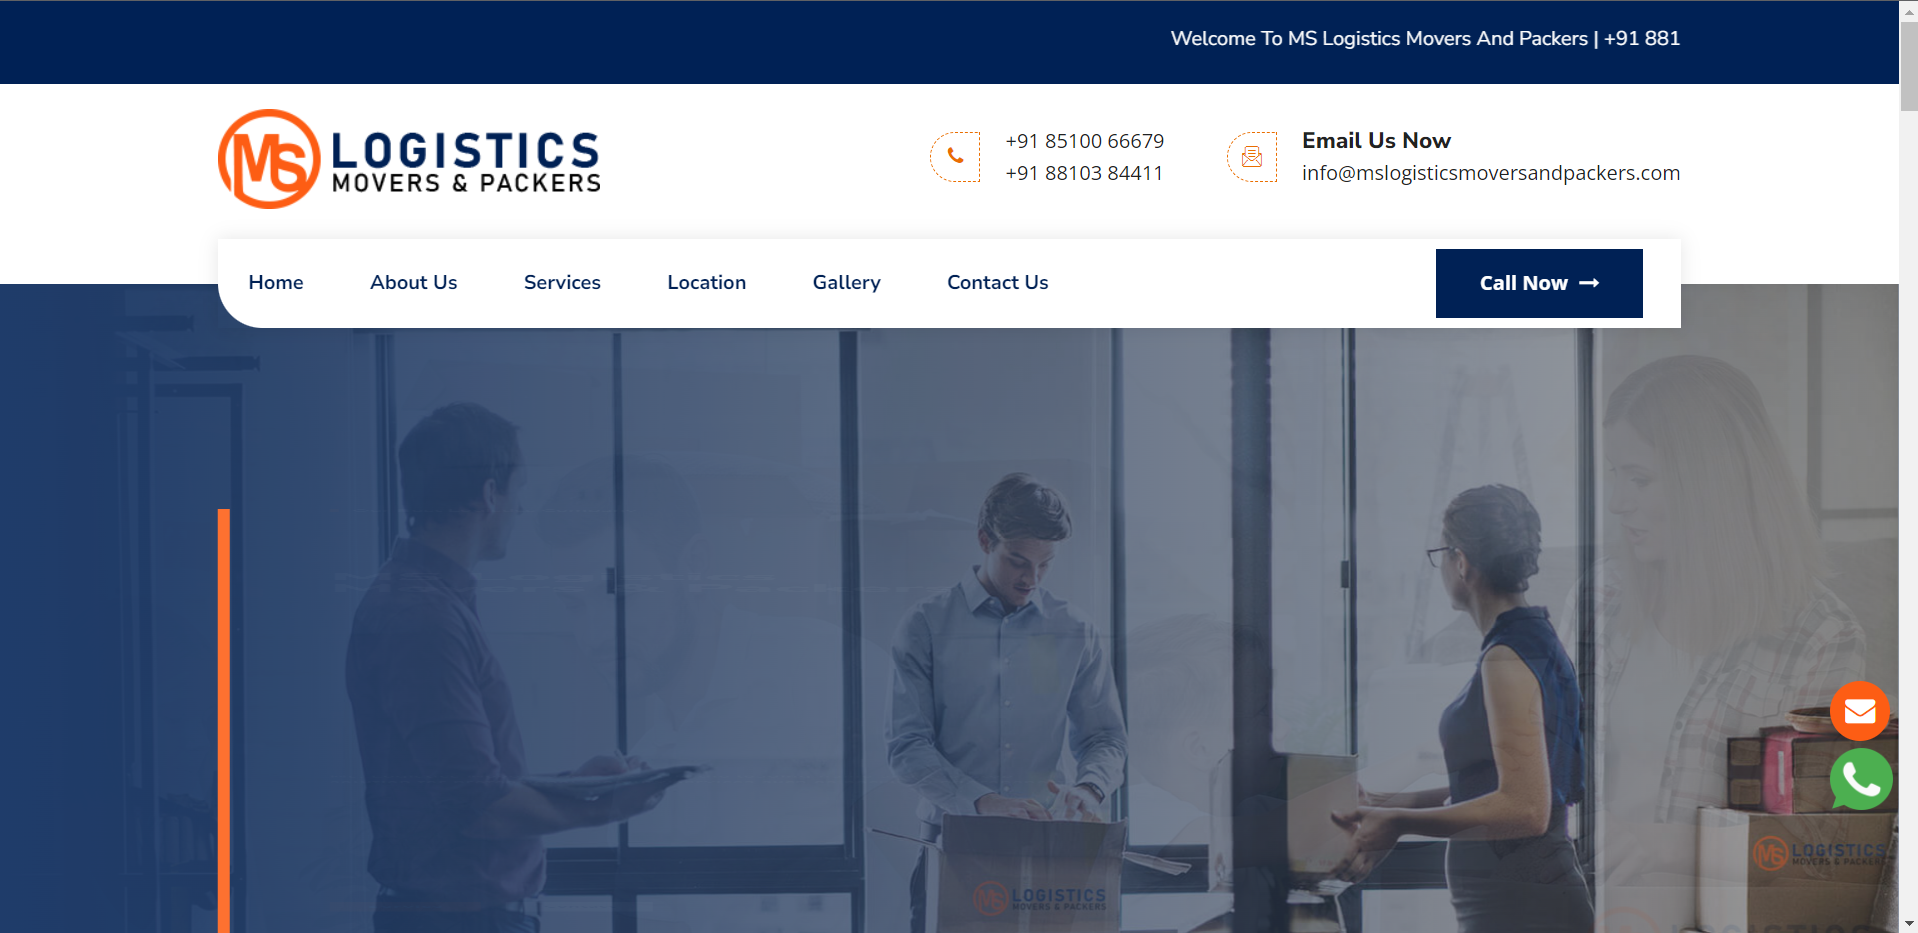 Welcome To MS Logistics Movers And Packers | +91 881
MS LOGISTICS
MOVERS & PACKERS
+91 85100 66679
+91 88103 84411
Email Us Now
info@mslogisticsmoversandpackers.com
Home About Us Services Location Gallery Contact Us Call Now
MS LOGISTICS
MOVERS & PACKERS
MS LOGISTICS
MOVERS & PACKERS